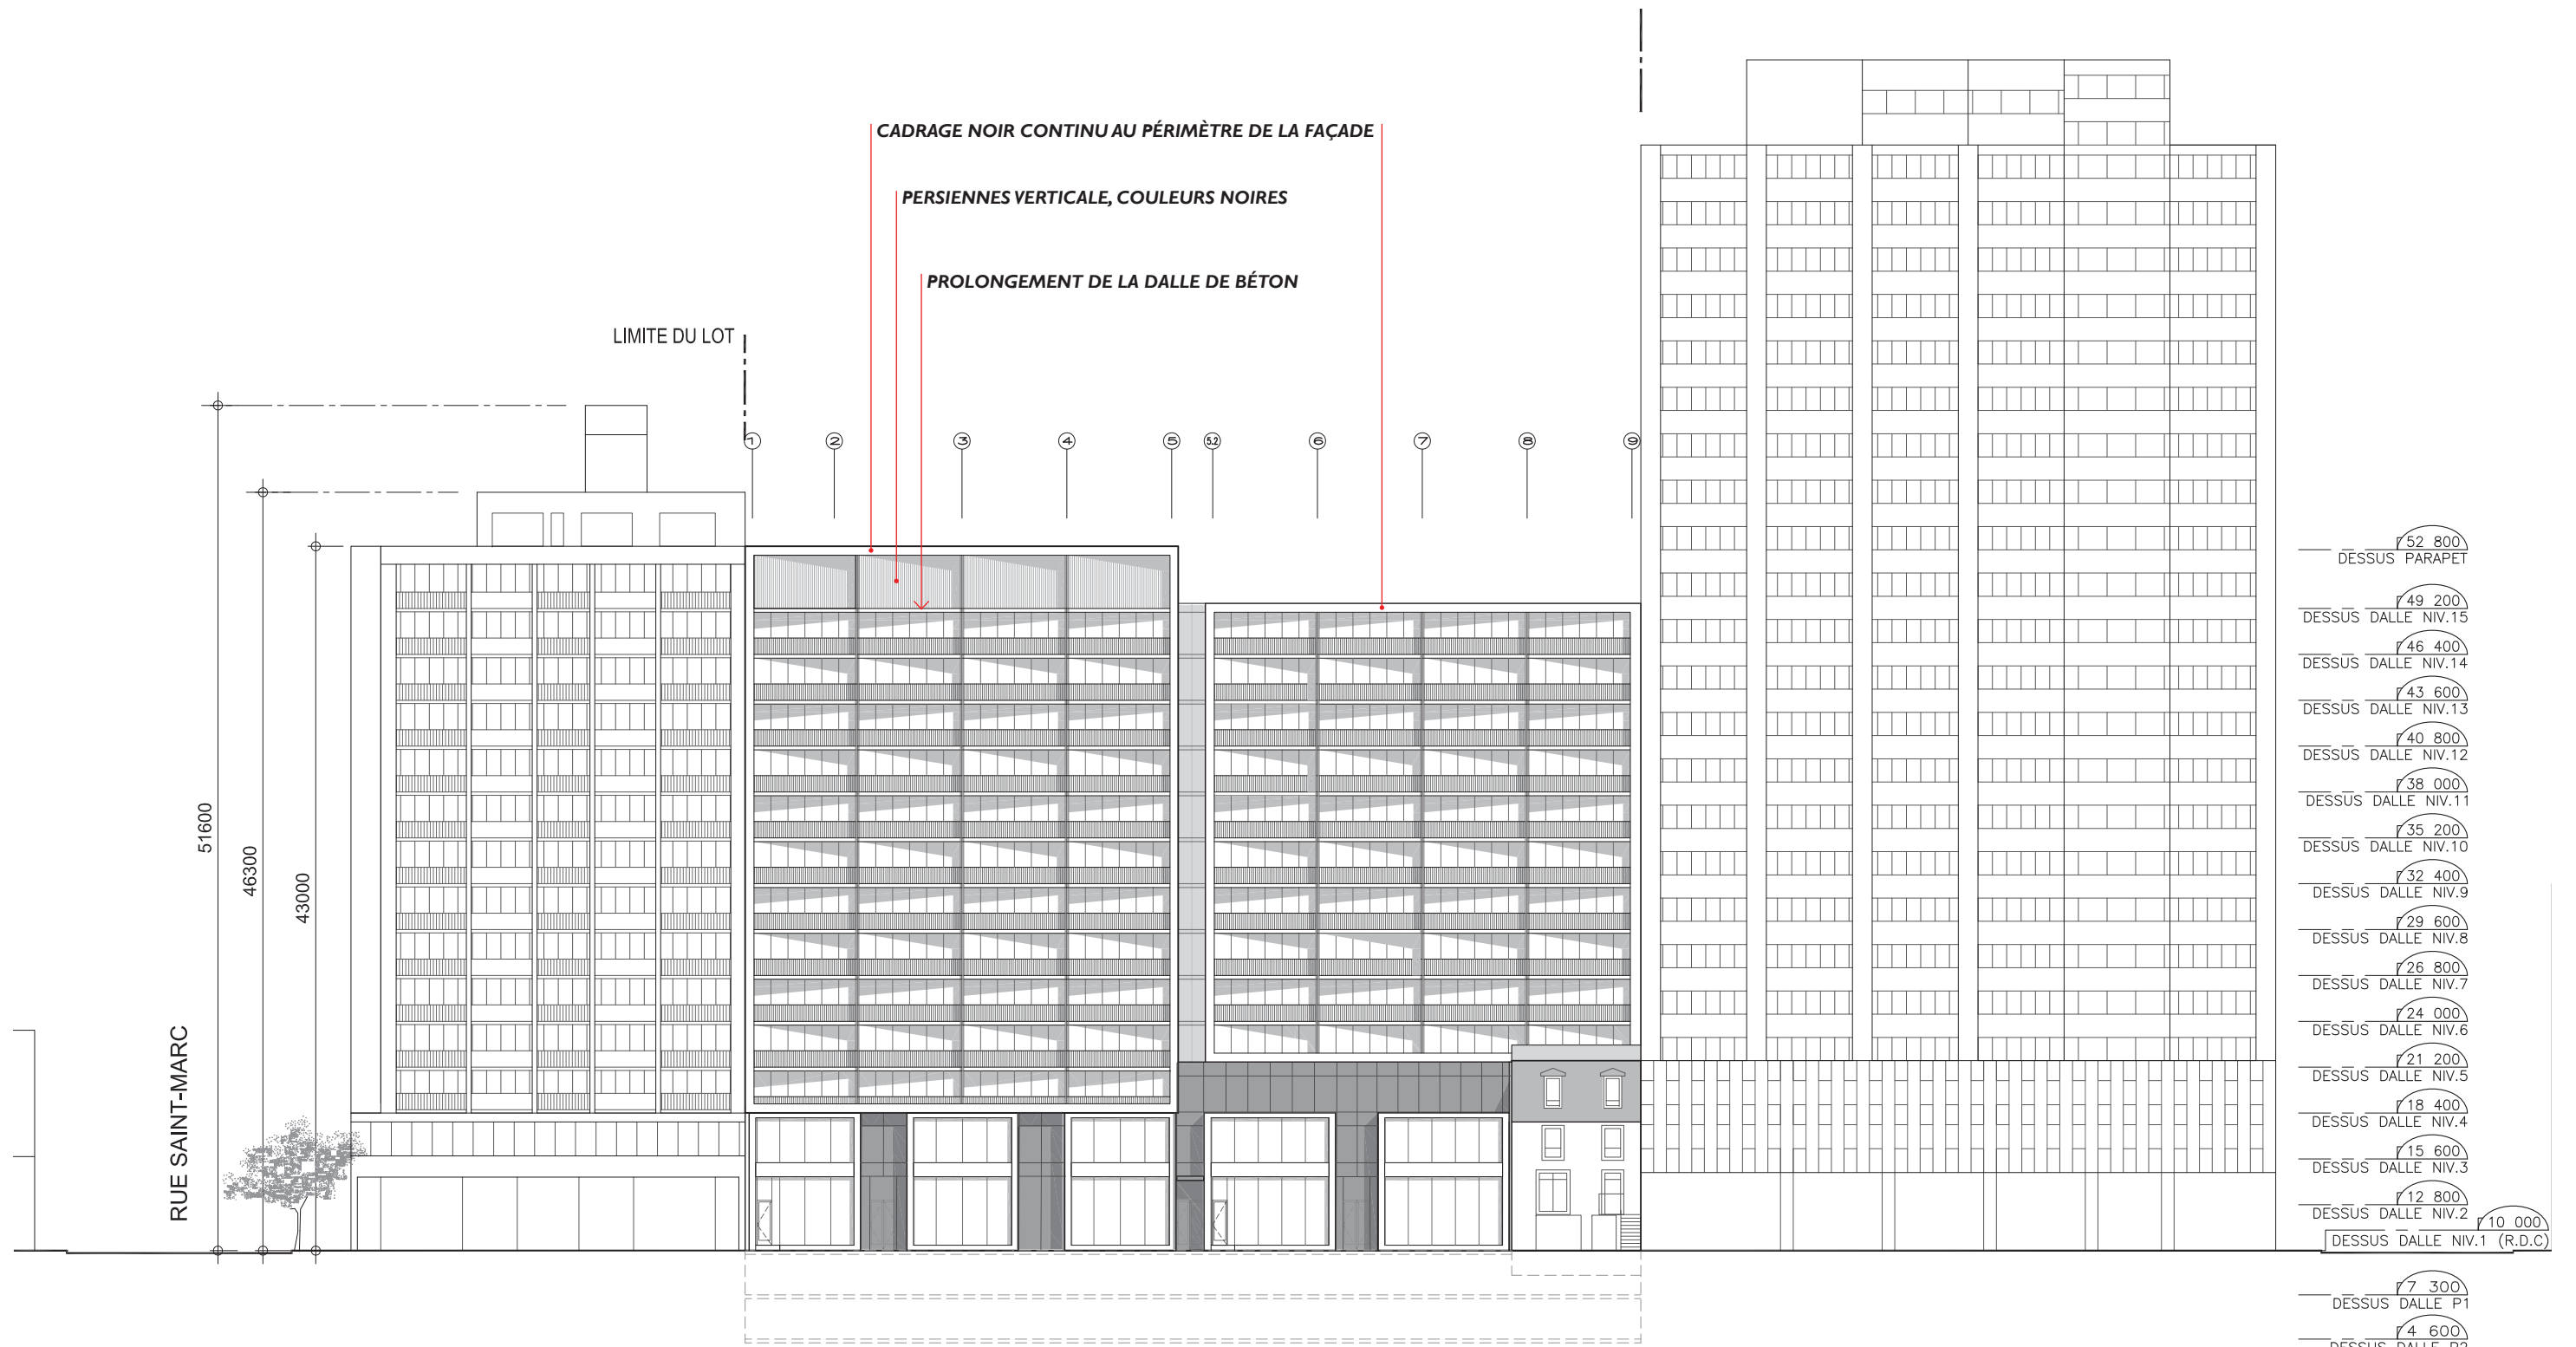 CADRAGE NOIR CONTINU AU PÉRIMÈTRE DE LA FAÇADE
PERSIENNES VERTICALE, COULEURS NOIRES
PROLONGEMENT DE LA DALLE DE BÉTON
LIMITE DU LOT
1 2 3 4 5 5.2 6 7 8 9
51600
46300
43000
RUE SAINT-MARC
52 800
DESSUS PARAPET
49 200
DESSUS DALLE NIV.15
46 400
DESSUS DALLE NIV.14
43 600
DESSUS DALLE NIV.13
40 800
DESSUS DALLE NIV.12
38 000
DESSUS DALLE NIV.11
35 200
DESSUS DALLE NIV.10
32 400
DESSUS DALLE NIV.9
29 600
DESSUS DALLE NIV.8
26 800
DESSUS DALLE NIV.7
24 000
DESSUS DALLE NIV.6
21 200
DESSUS DALLE NIV.5
18 400
DESSUS DALLE NIV.4
15 600
DESSUS DALLE NIV.3
12 800
DESSUS DALLE NIV.2
10 000
DESSUS DALLE NIV.1 (R.D.C)
7 300
DESSUS DALLE P1
4 600
DESSUS DALLE P2